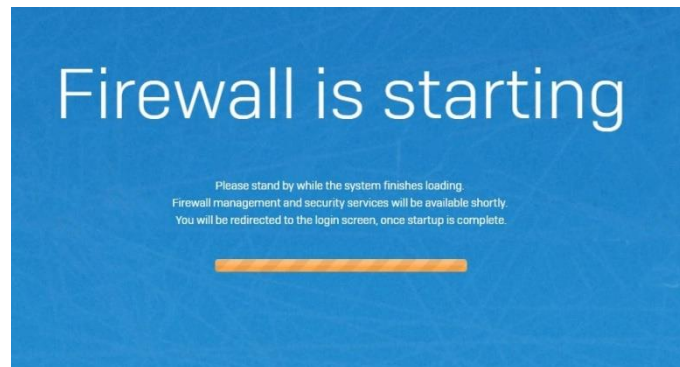 Firewall is starting
Please stand by while the system finishes loading.
Firewall management and security services will be available shortly.
You will be redirected to the login screen, once startup is complete.